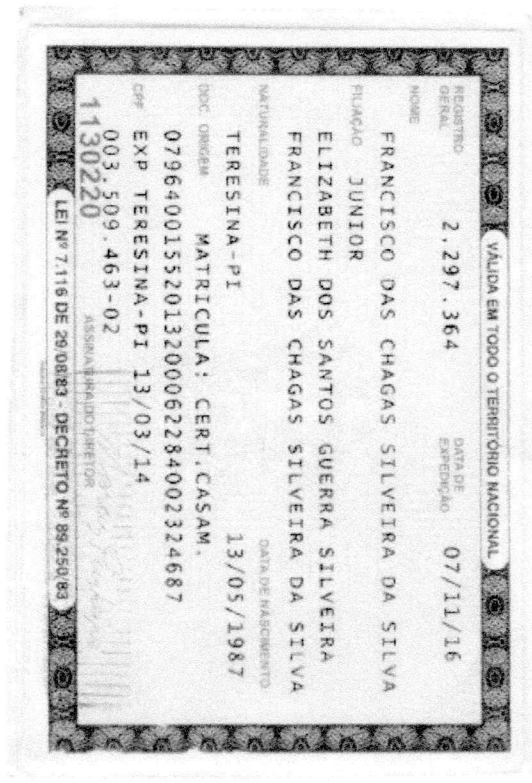 VÁLIDA EM TODO O TERRITÓRIO NACIONAL
REGISTRO GERAL 2.297.364 DATA DE EXPEDIÇÃO 07/11/16
NOME
FRANCISCO DAS CHAGAS SILVEIRA DA SILVA
JUNIOR
FILIAÇÃO
ELIZABETH DOS SANTOS GUERRA SILVEIRA
FRANCISCO DAS CHAGAS SILVEIRA DA SILVA
NATURALIDADE DATA DE NASCIMENTO
TERESINA-PI 13/05/1987
DOC ORIGEM MATRICULA: CERT.CASAM.
07964001552013200062284002324687
EXP TERESINA-PI 13/03/14
CPF
003.509.463-02
1130220 ASSINATURA DO DIRETOR
LEI Nº 7.116 DE 29/08/83 - DECRETO Nº 89.250/83